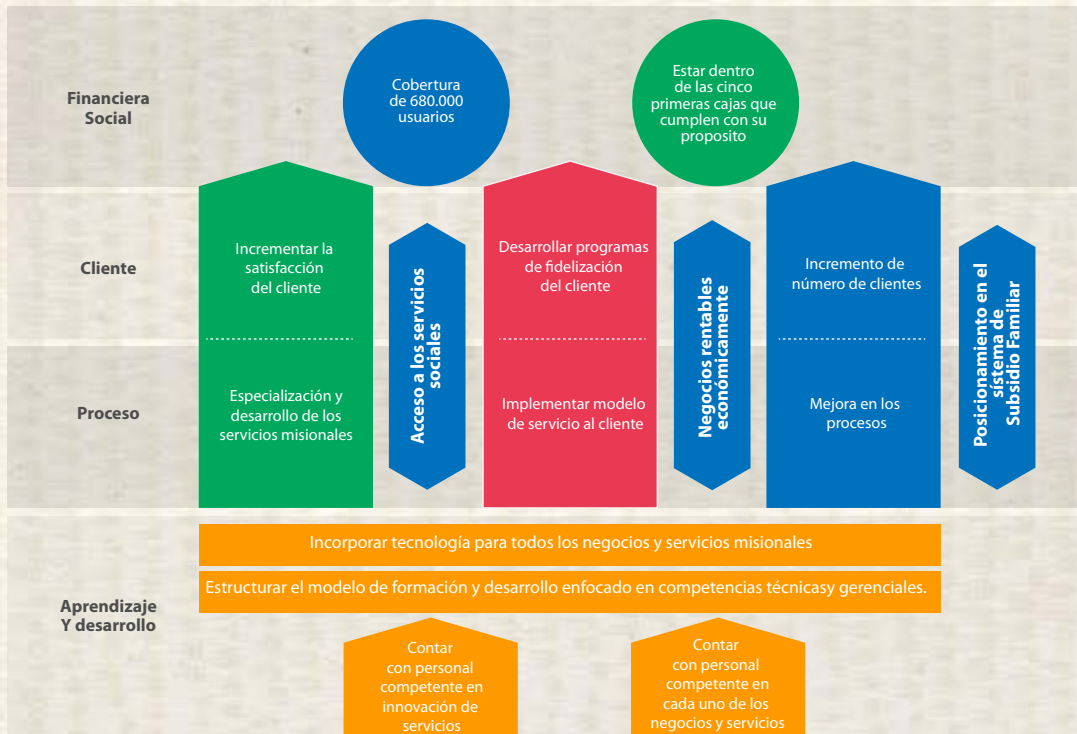 Financiera
Social
Cobertura
de 680.000
usuarios
Estar dentro
de las cinco
primeras cajas que
cumplen con su
proposito
Cliente
Incrementar la
satisfacción
del cliente
Desarrollar programas
de fidelización
del cliente
Incremento de
número de clientes
Acceso a los servicios
sociales
Negocios rentables
económicamente
Posicionamiento en el
sistema de
Subsidio Familiar
Proceso
Especialización y
desarrollo de los
servicios misionales
Implementar modelo
de servicio al cliente
Mejora en los
procesos
Aprendizaje
Y desarrollo
Incorporar tecnología para todos los negocios y servicios misionales
Estructurar el modelo de formación y desarrollo enfocado en competencias técnicasy gerenciales.
Contar
con personal
competente en
innovación de
servicios
Contar
con personal
competente en
cada uno de los
negocios y servicios